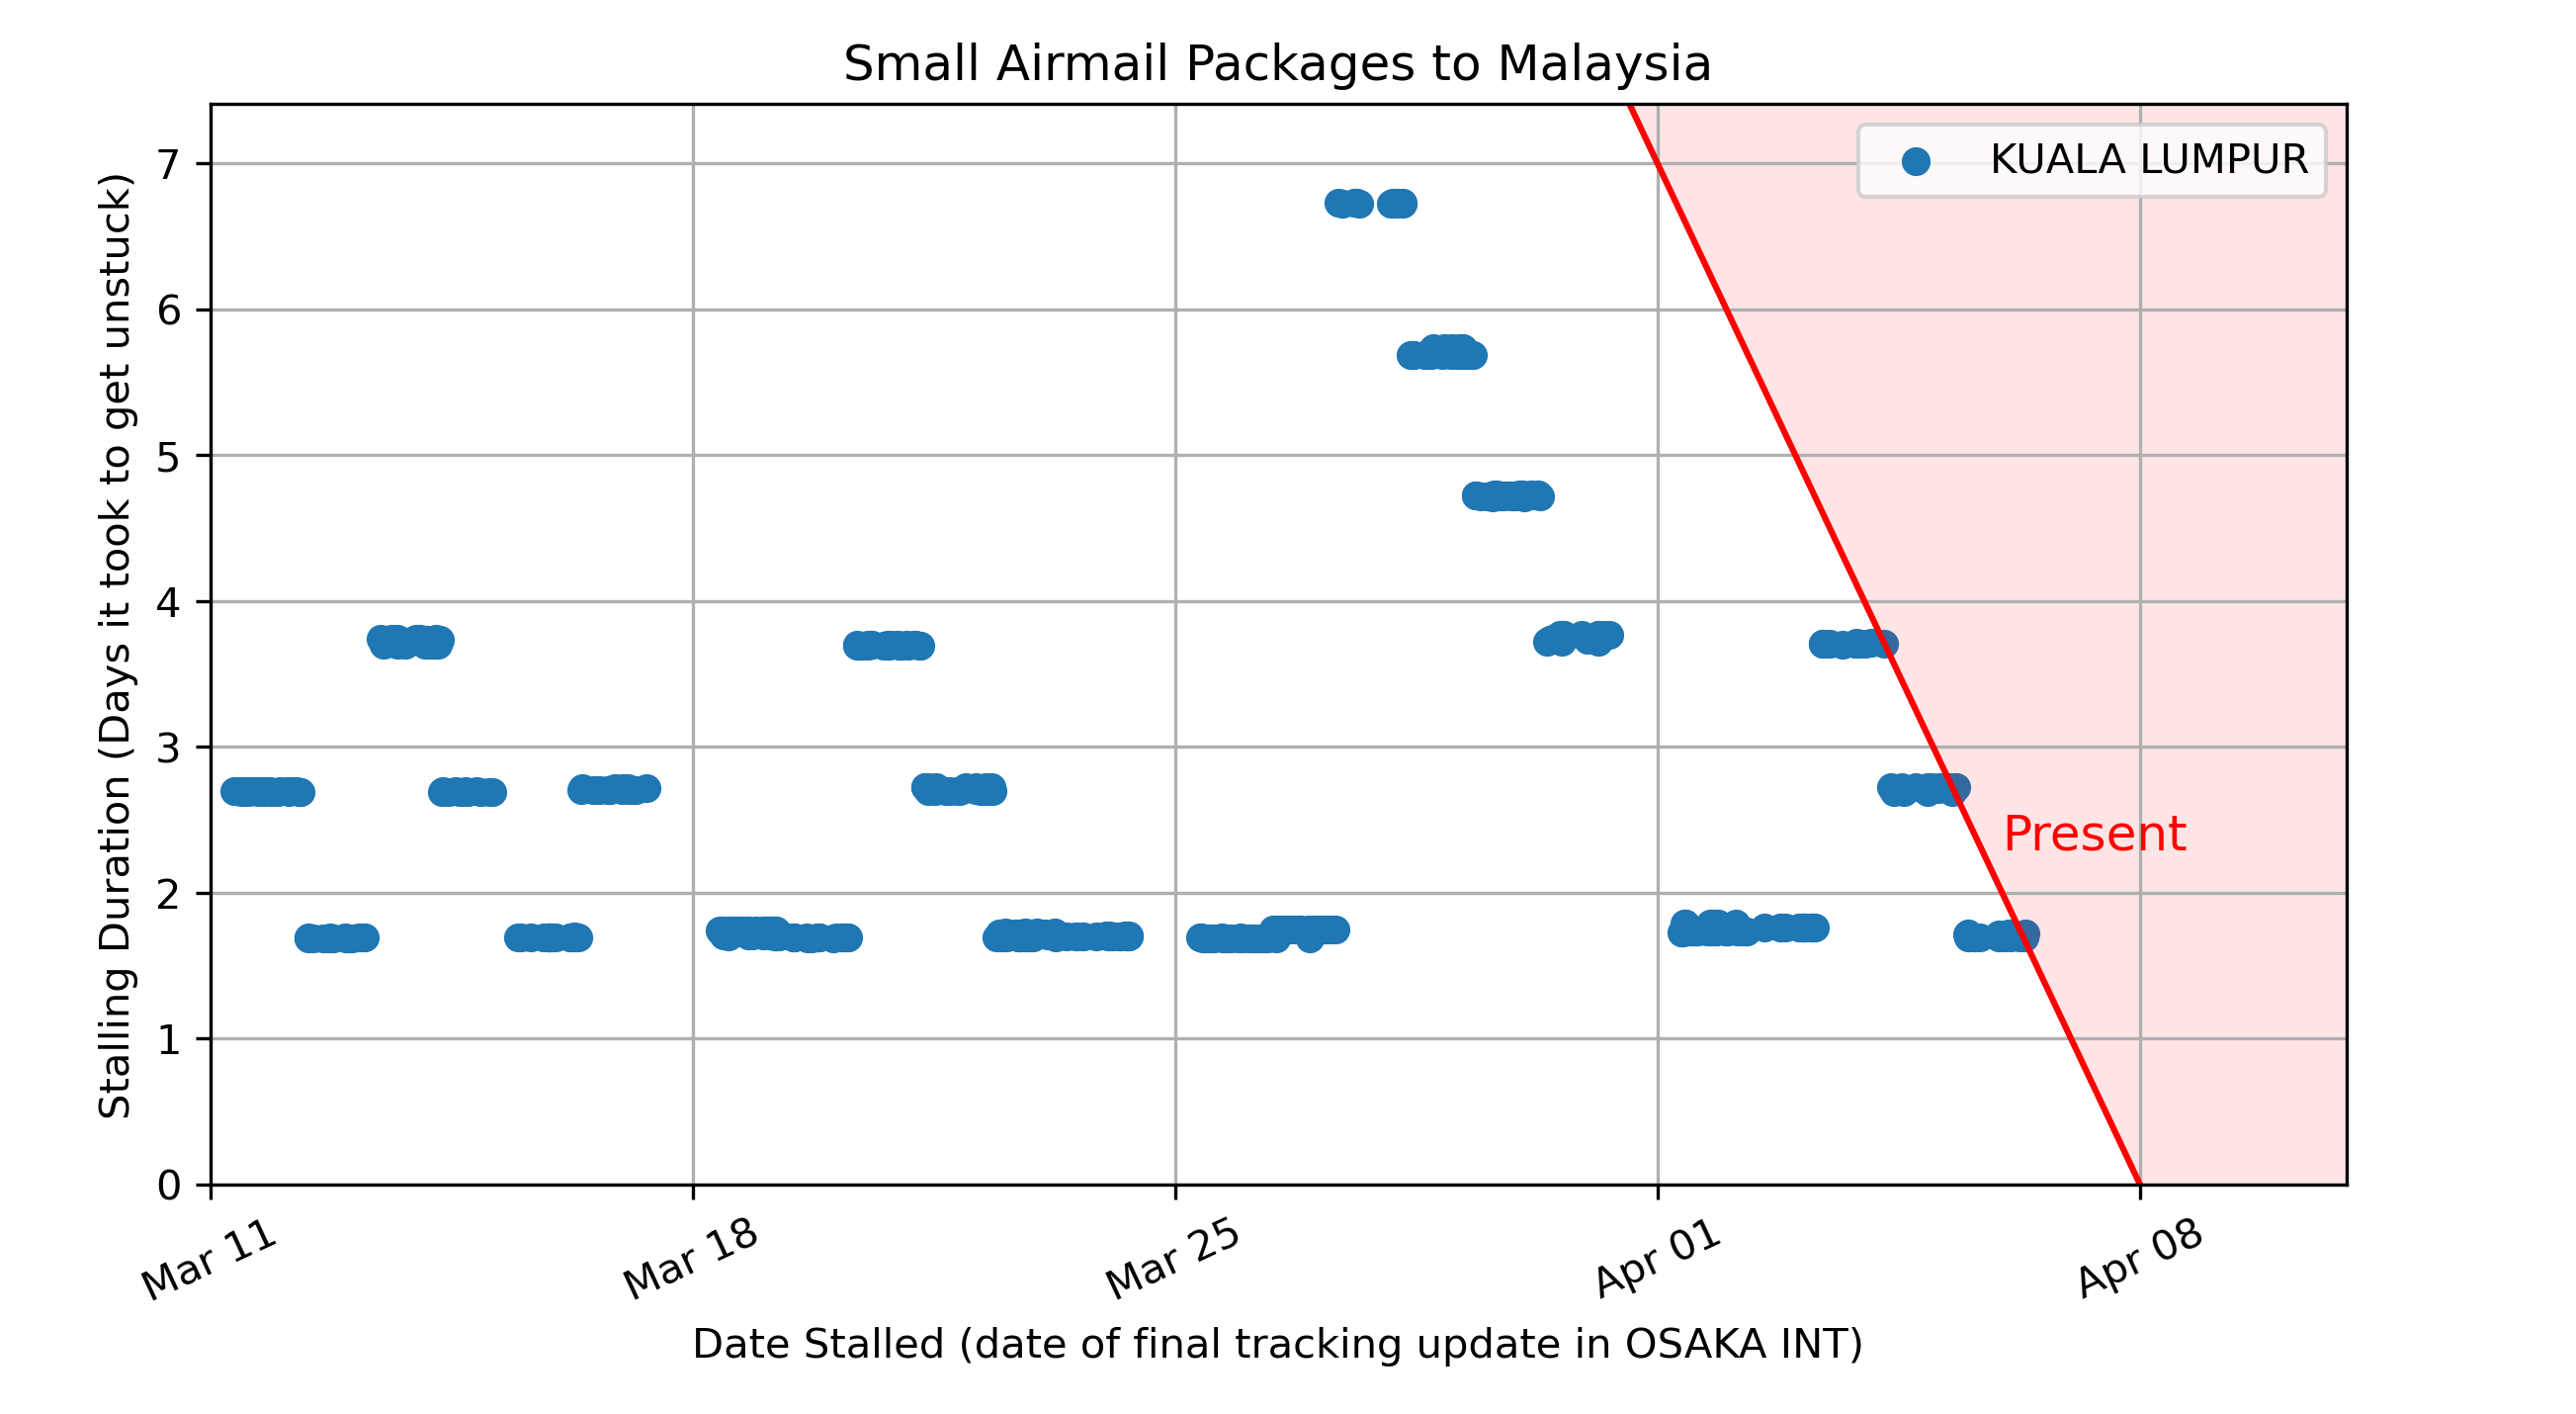 Small Airmail Packages to Malaysia
KUALA LUMPUR
Stalling Duration (Days it took to get unstuck)
7
6
5
4
3
2
1
0
Present
Mar 11
Mar 18
Mar 25
Apr 01
Apr 08
Date Stalled (date of final tracking update in OSAKA INT)